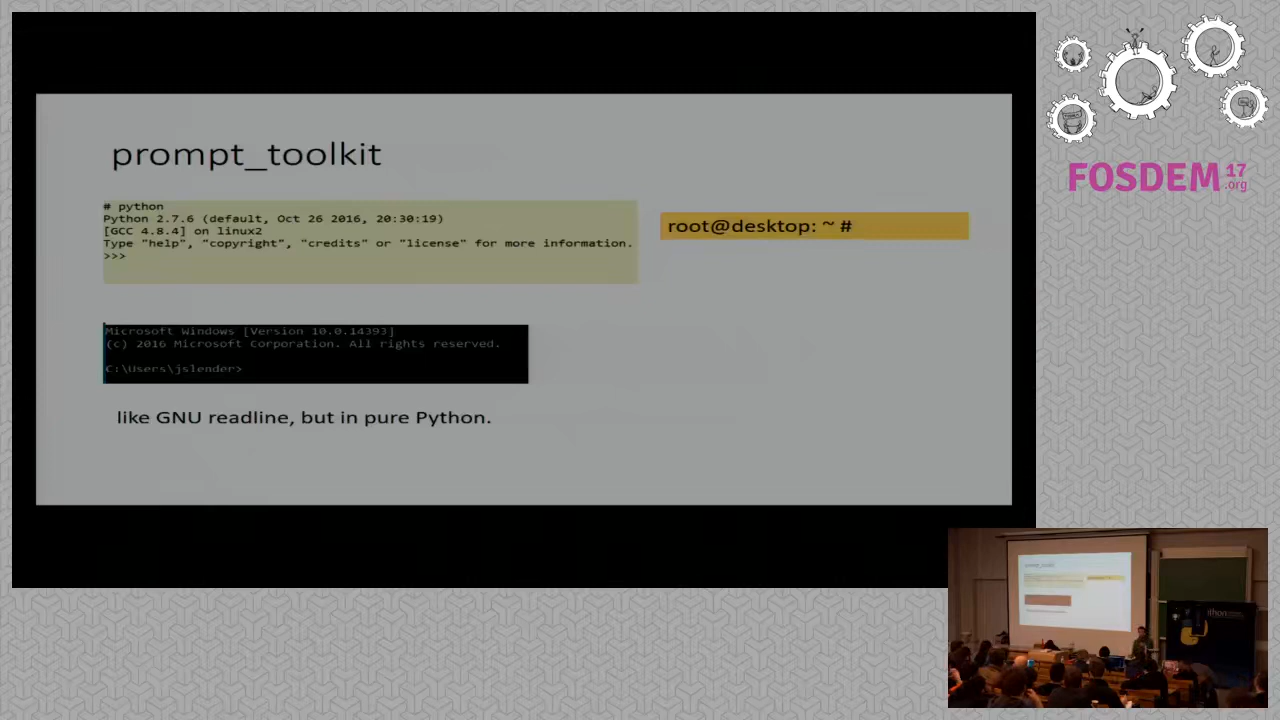 prompt_toolkit
# python
Python 2.7.6 (default, Oct 26 2016, 20:30:19)
[GCC 4.8.4] on linux2
Type "help", "copyright", "credits" or "license" for more information.
>>>
root@desktop: ~ #
Microsoft Windows [Version 10.0.14393]
(c) 2016 Microsoft Corporation. All rights reserved.
C:\Users\jslender>
like GNU readline, but in pure Python.
FOSDEM 17
.org
prompt_toolkit